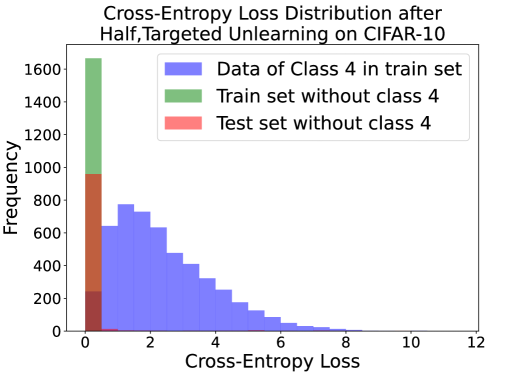 Cross-Entropy Loss Distribution after
Half,Targeted Unlearning on CIFAR-10
Data of Class 4 in train set
Train set without class 4
Test set without class 4
Frequency
1600
1400
1200
1000
800
600
400
200
0
0 2 4 6 8 10 12
Cross-Entropy Loss